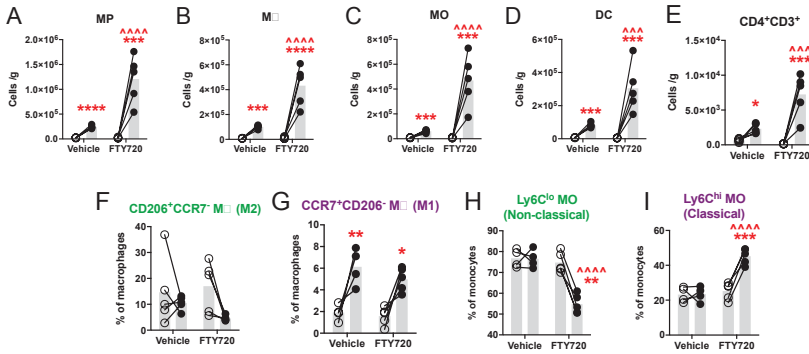 A
MP
^^^^
***
****
2.0×10⁶
1.5×10⁶
1.0×10⁶
5.0×10⁵
0
Cells /g
Vehicle
FTY720
B
M□
^^^^
****
***
8×10⁵
6×10⁵
4×10⁵
2×10⁵
0
Cells /g
Vehicle
FTY720
C
MO
^^^^
***
***
8×10⁵
6×10⁵
4×10⁵
2×10⁵
0
Cells /g
Vehicle
FTY720
D
DC
^^^
***
***
6×10⁵
4×10⁵
2×10⁵
0
Cells /g
Vehicle
FTY720
E
CD4⁺CD3⁺
^^^
***
*
1.5×10⁴
1.0×10⁴
5.0×10³
0.0
Cells /g
Vehicle
FTY720
F
CD206⁺CCR7⁻ M□ (M2)
40
30
20
10
0
% of macrophages
Vehicle
FTY720
G
CCR7⁺CD206⁻ M□ (M1)
**
*
10
8
6
4
2
0
% of macrophages
Vehicle
FTY720
H
Ly6Cˡᵒ MO
(Non-classical)
^^^^
**
90
80
70
60
50
40
% of monocytes
Vehicle
FTY720
I
Ly6Cʰⁱ MO
(Classical)
^^^^
***
60
40
20
0
% of monocytes
Vehicle
FTY720